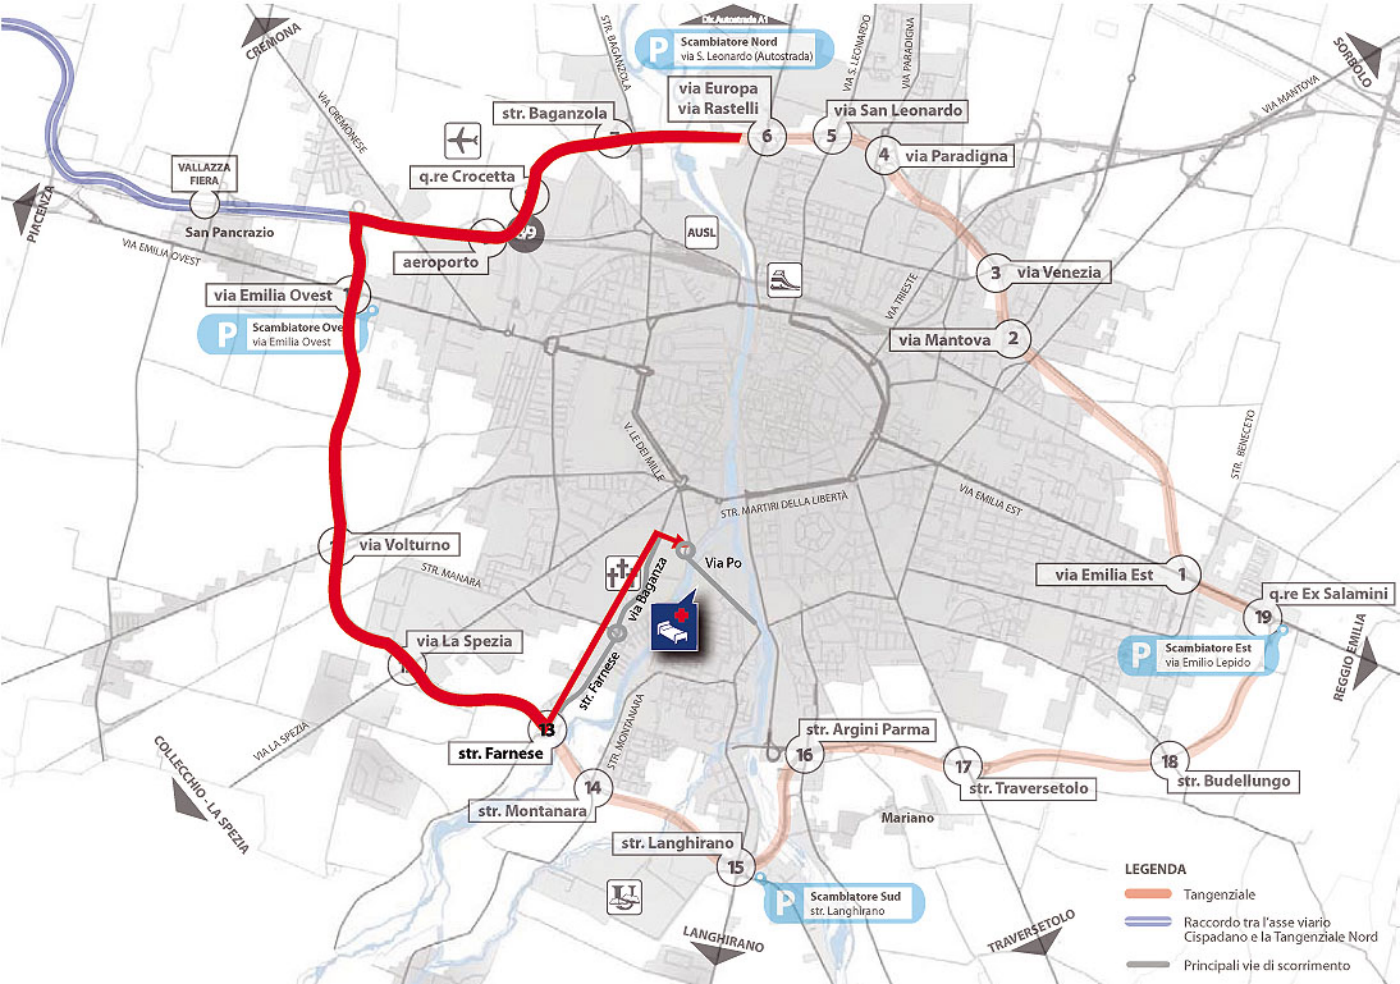 Dir. Autostrada A1
CREMONA
STR. BAGANZOLA
P
Scambiatore Nord
via S. Leonardo (Autostrada)
VIA S. LEONARDO
VIA PARADIGNA
SORBOLO
VIA MANTOVA
VIA CREMONESE
str. Baganzola
via Europa
via Rastelli
6
via San Leonardo
5
4
via Paradigna
VALLAZZA
FIERA
q.re Crocetta
PIACENZA
San Pancrazio
VIA EMILIA OVEST
aeroporto
9
AUSL
3
via Venezia
via Emilia Ovest
VIA TRIESTE
P
Scambiatore Ove
via Emilia Ovest
via Mantova
2
V. LE DEI MILLE
STR. MARTIRI DELLA LIBERTÀ
VIA EMILIA EST
STR. BENECETO
via Volturno
STR. MANARA
via Baganza
Via Po
via Emilia Est
1
q.re Ex Salamini
19
P
Scambiatore Est
via Emilio Lepido
REGGIO EMILIA
via La Spezia
str. Farnese
STR. MONTANARA
VIA LA SPEZIA
13
str. Farnese
COLLECCHIO - LA SPEZIA
str. Argini Parma
16
17
str. Traversetolo
18
str. Budellungo
14
str. Montanara
Mariano
str. Langhirano
15
P
Scambiatore Sud
str. Langhirano
U
LANGHIRANO
TRAVERSETOLO
LEGENDA
Tangenziale
Raccordo tra l'asse viario
Cispadano e la Tangenziale Nord
Principali vie di scorrimento